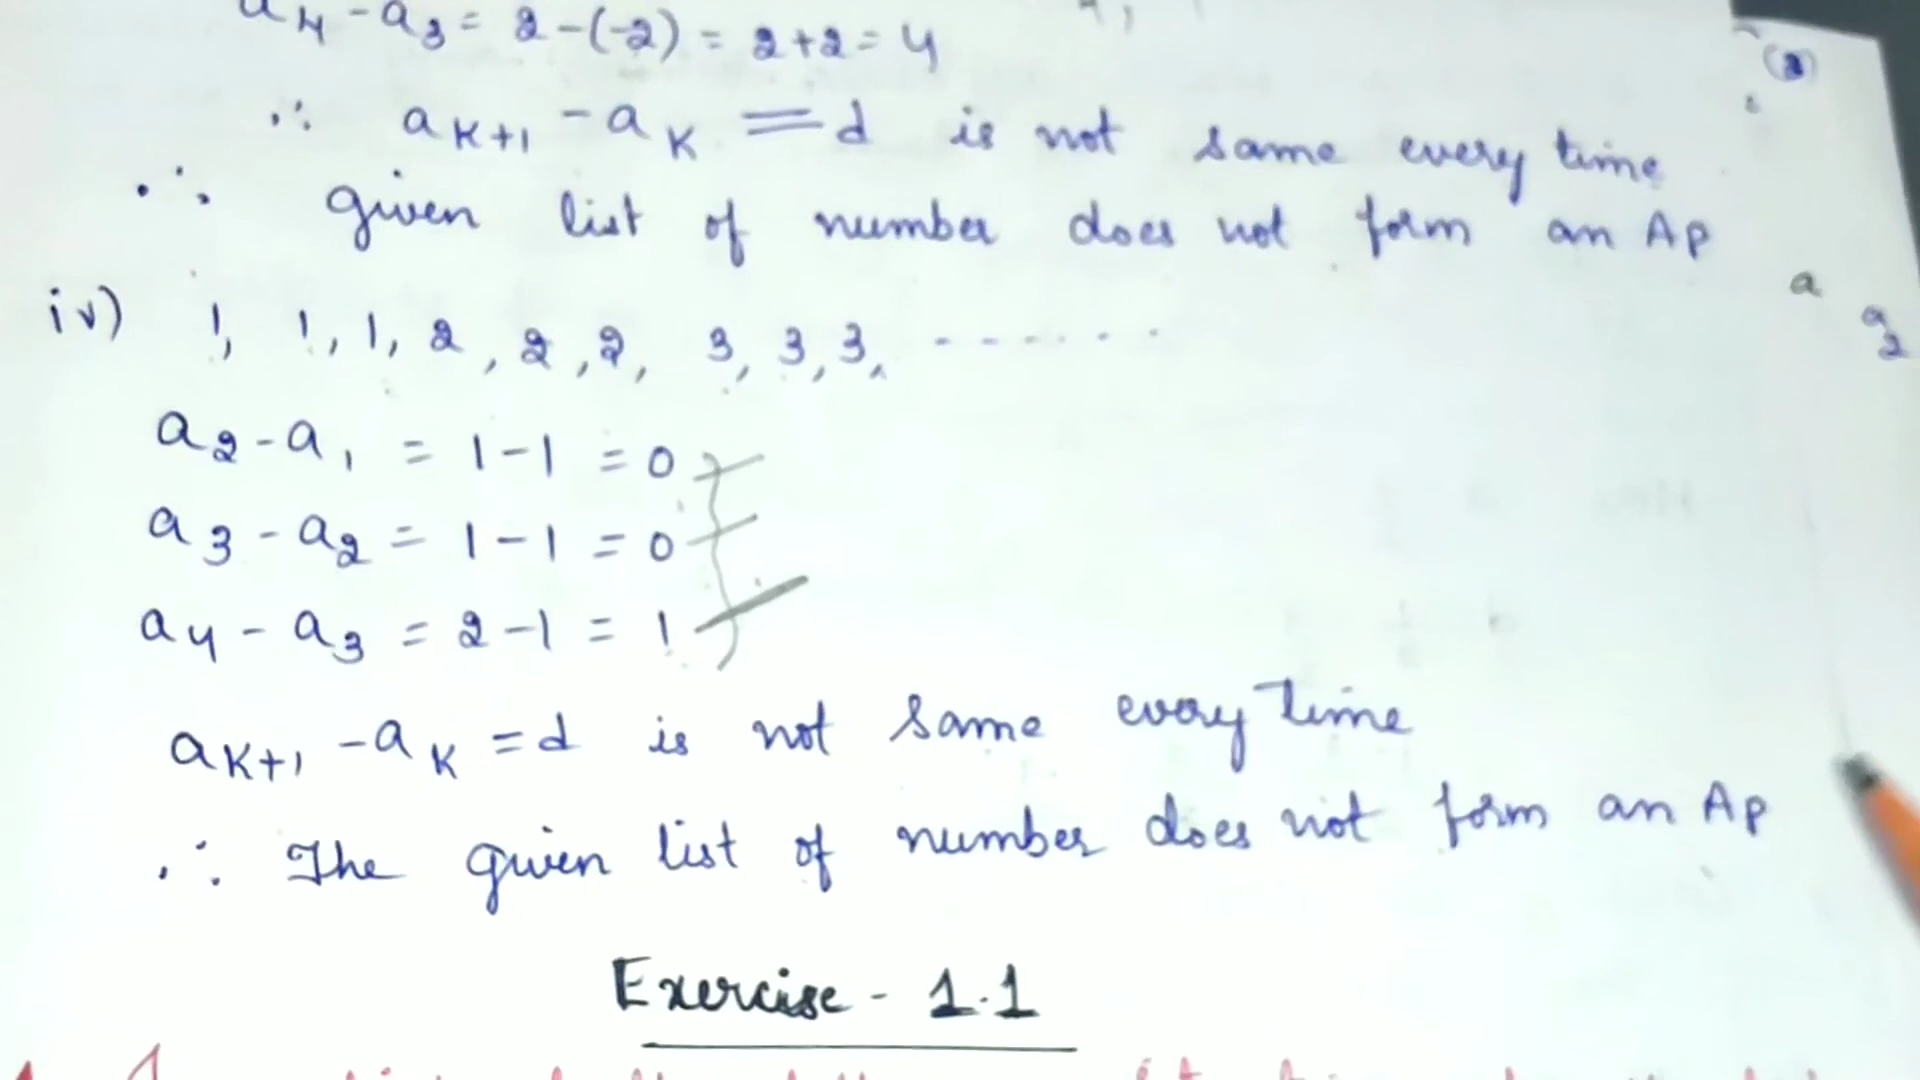 a₄ - a₃ = 2 - (-2) = 2 + 2 = 4
(2)
∴ aK+1 - aK = d is not same every time
∴ given list of number does not form an AP
a a₂
iv) 1, 1, 1, 2, 2, 2, 3, 3, 3, ------
a₂ - a₁ = 1 - 1 = 0
a₃ - a₂ = 1 - 1 = 0
a₄ - a₃ = 2 - 1 = 1
aK+1 - aK = d is not same every time
∴ The given list of number does not form an AP
Exercise - 1.1